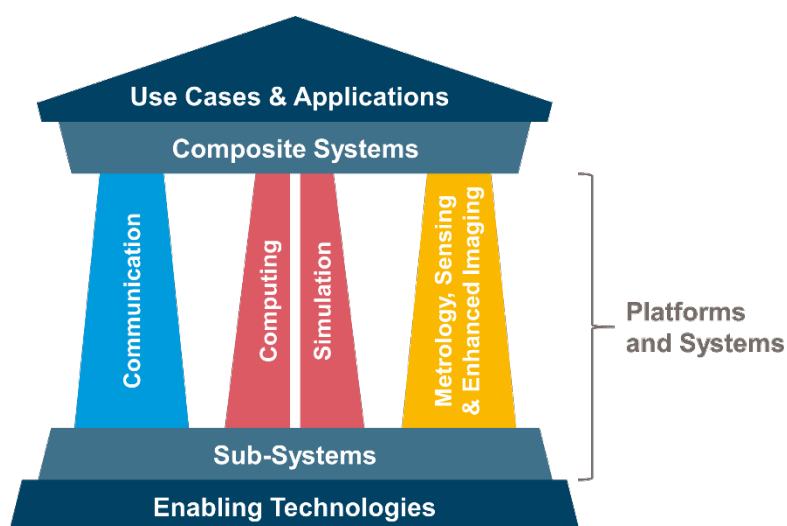 Use Cases & Applications
Composite Systems
Communication
Computing
Simulation
Metrology, Sensing
& Enhanced Imaging
Platforms
and Systems
Sub-Systems
Enabling Technologies